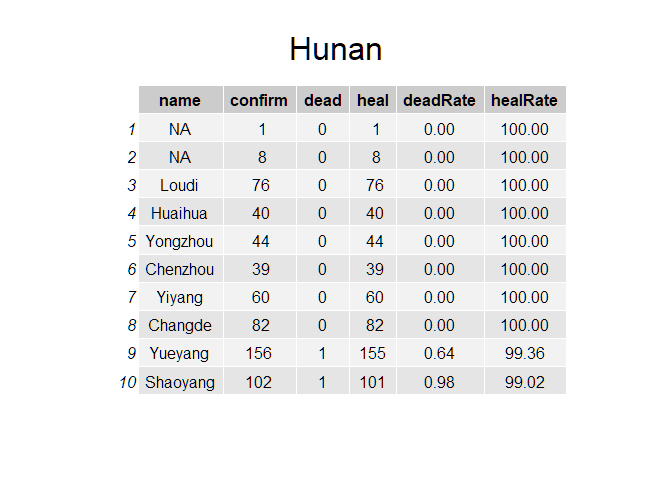 Hunan
name confirm dead heal deadRate healRate
1 NA 1 0 1 0.00 100.00
2 NA 8 0 8 0.00 100.00
3 Loudi 76 0 76 0.00 100.00
4 Huaihua 40 0 40 0.00 100.00
5 Yongzhou 44 0 44 0.00 100.00
6 Chenzhou 39 0 39 0.00 100.00
7 Yiyang 60 0 60 0.00 100.00
8 Changde 82 0 82 0.00 100.00
9 Yueyang 156 1 155 0.64 99.36
10 Shaoyang 102 1 101 0.98 99.02